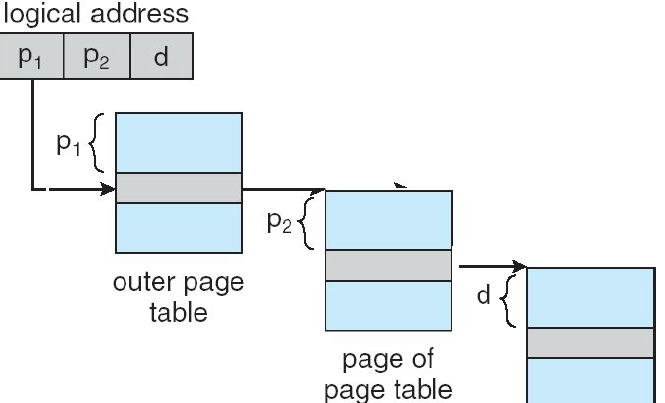 logical address
p₁ p₂ d
p₁
p₂
outer page
table
d
page of
page table